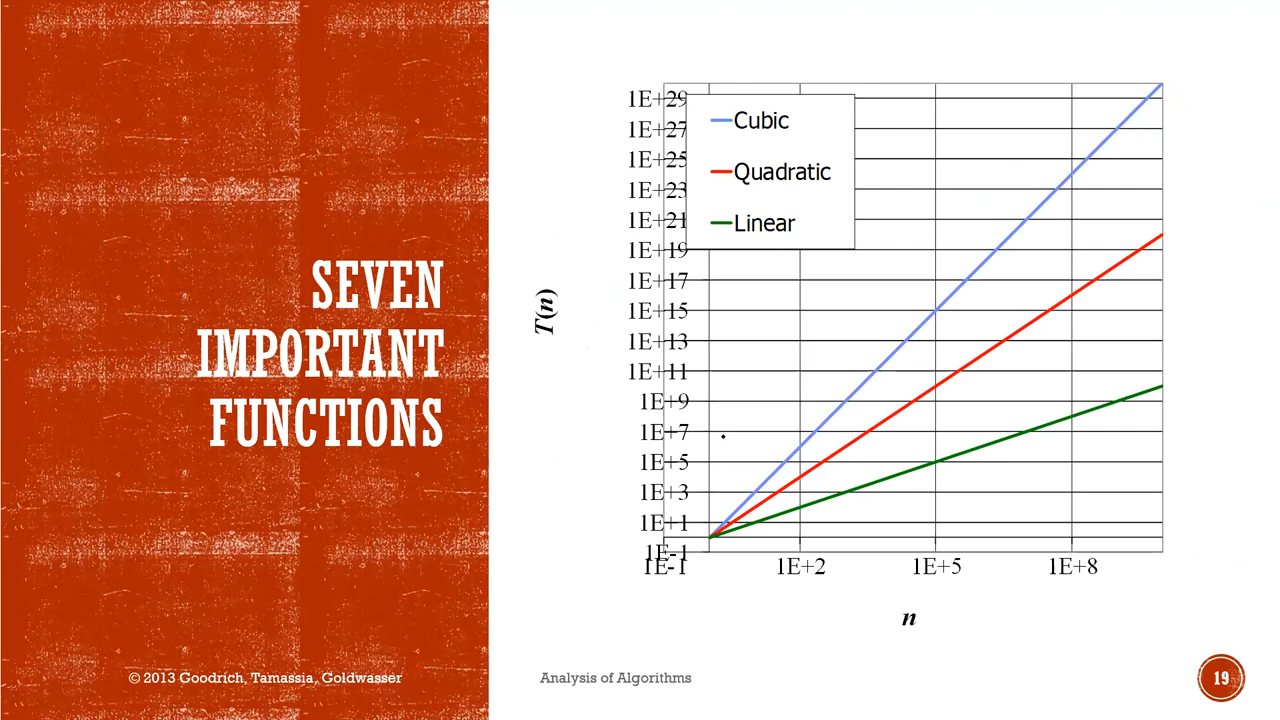 SEVEN
IMPORTANT
FUNCTIONS
© 2013 Goodrich, Tamassia, Goldwasser
T(n)
1E+29
1E+27
1E+25
1E+23
1E+21
1E+19
1E+17
1E+15
1E+13
1E+11
1E+9
1E+7
1E+5
1E+3
1E+1
1E-1
Cubic
Quadratic
Linear
1E-1 1E+2 1E+5 1E+8
n
Analysis of Algorithms
19